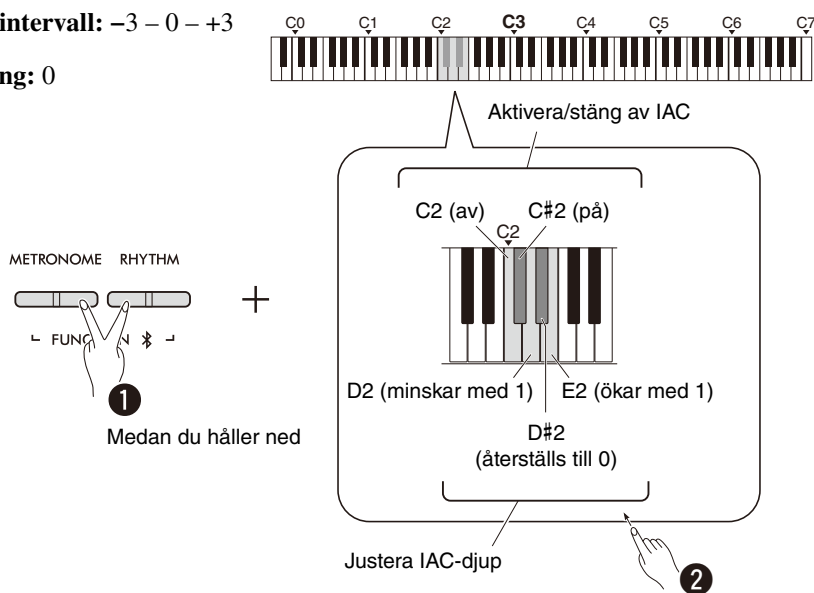 intervall: −3 – 0 – +3
ng: 0
C0 C1 C2 C3 C4 C5 C6 C7
Aktivera/stäng av IAC
C2 (av) C#2 (på)
C2
METRONOME RHYTHM
+
D2 (minskar med 1) E2 (ökar med 1)
1
Medan du håller ned
D#2
(återställs till 0)
Justera IAC-djup
2